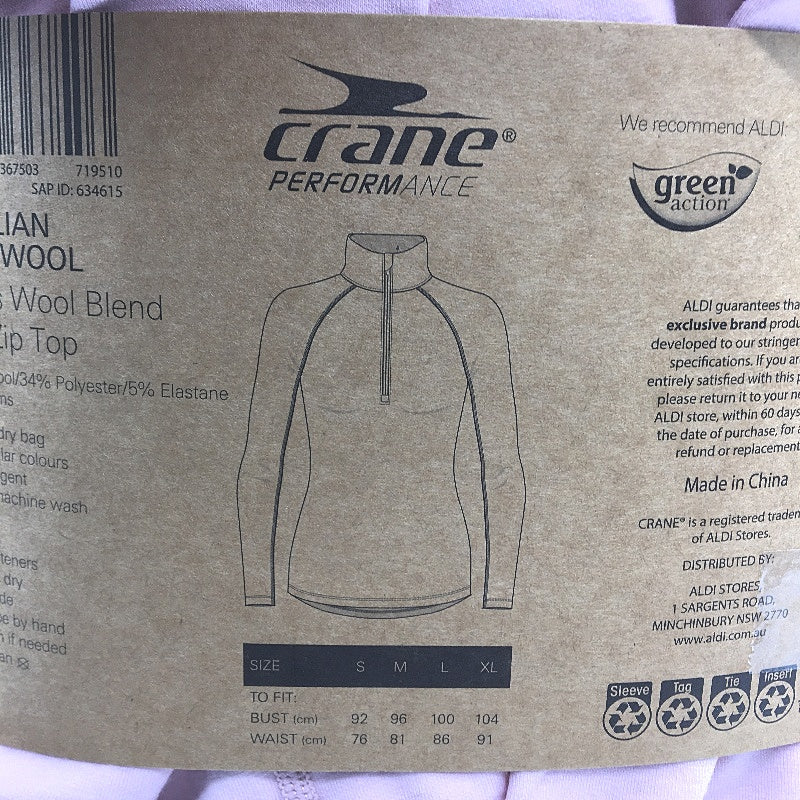 367503 719510
SAP ID: 634615
LIAN
WOOL
s Wool Blend
Zip Top
ool/34% Polyester/5% Elastane
ns
dry bag
lar colours
gent
machine wash
teners
dry
de
be by hand
n if needed
an
crane®
PERFORMANCE
SIZE S M L XL
TO FIT:
BUST (cm) 92 96 100 104
WAIST (cm) 76 81 86 91
We recommend ALDI:
green
action
ALDI guarantees tha
exclusive brand produ
developed to our stringen
specifications. If you ar
entirely satisfied with this p
please return it to your ne
ALDI store, within 60 days
the date of purchase, for a
refund or replacement
Made in China
CRANE® is a registered tradem
of ALDI Stores.
DISTRIBUTED BY:
ALDI STORES,
1 SARGENTS ROAD,
MINCHINBURY NSW 2770
www.aldi.com.au
Sleeve Tag Tie Insert